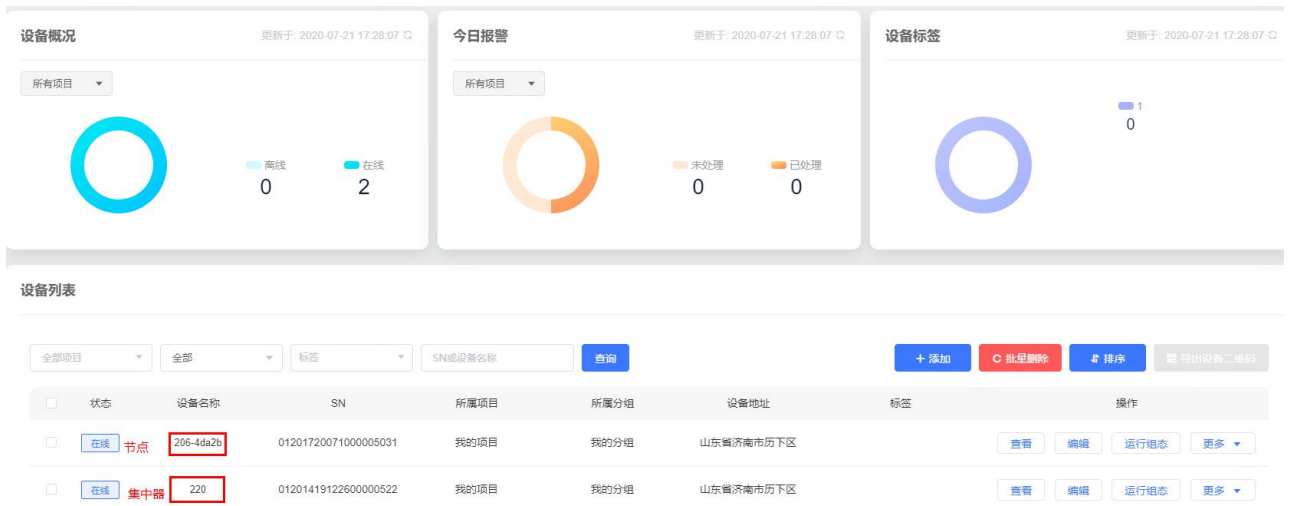 设备概况 更新于: 2020-07-21 17:28:07
所有项目
离线 在线
0 2
今日报警 更新于: 2020-07-21 17:28:07
所有项目
未处理 已处理
0 0
设备标签 更新于: 2020-07-21 17:28:07
1
0
设备列表
全部项目 全部 标签 SN或设备名称 查询 + 添加 批量删除 排序 导出设备二维码
状态 设备名称 SN 所属项目 所属分组 设备地址 标签 操作
在线 节点 206-4da2b 01201720071000005031 我的项目 我的分组 山东省济南市历下区 查看 编辑 运行组态 更多
在线 集中器 220 01201419122600000522 我的项目 我的分组 山东省济南市历下区 查看 编辑 运行组态 更多